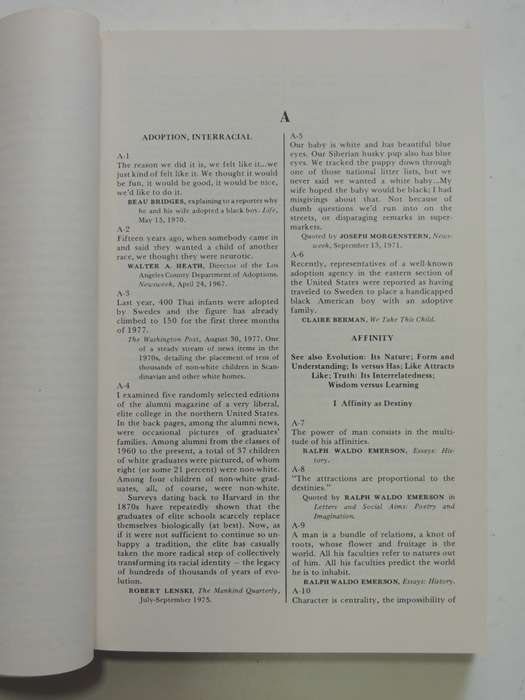 A
ADOPTION, INTERRACIAL
A-1
The reason we did it is, we felt like it...we
just kind of felt like it. We thought it would
be fun, it would be good, it would be nice,
we'd like to do it.
BEAU BRIDGES, explaining to a reporter why
he and his wife adopted a black boy. Life,
May 15, 1970.
A-2
Fifteen years ago, when somebody came in
and said they wanted a child of another
race, we thought they were neurotic.
WALTER A. HEATH, Director of the Los
Angeles County Department of Adoptions.
Newsweek, April 24, 1967.
A-3
Last year, 400 Thai infants were adopted
by Swedes and the figure has already
climbed to 150 for the first three months
of 1977.
The Washington Post, August 30, 1977, One
of a steady stream of news items in the
1970s, detailing the placement of tens of
thousands of non-white children in Scan-
dinavian and other white homes.
A-4
I examined five randomly selected editions
of the alumni magazine of a very liberal,
elite college in the northern United States.
In the back pages, among the alumni news,
were occasional pictures of graduates'
families. Among alumni from the classes of
1960 to the present, a total of 37 children
of white graduates were pictured, of whom
eight (or some 21 percent) were non-white.
Among four children of non-white grad-
uates, all, of course, were non-white.
Surveys dating back to Harvard in the
1870s have repeatedly shown that the
graduates of elite schools scarcely replace
themselves biologically (at best). Now, as
if it were not sufficient to continue so un-
happy a tradition, the elite has casually
taken the more radical step of collectively
transforming its racial identity – the legacy
of hundreds of thousands of years of evo-
lution.
ROBERT LENSKI, The Mankind Quarterly,
July-September 1975.
A-5
Our baby is white and has beautiful blue
eyes. Our Siberian husky pup also has blue
eyes. We tracked the puppy down through
one of those national litter lists, but we
never said we wanted a white baby...My
wife hoped the baby would be black; I had
misgivings about that. Not because of
dumb questions we'd run into on the
streets, or disparaging remarks in super-
markets.
Quoted by JOSEPH MORGENSTERN, News-
week, September 13, 1971.
A-6
Recently, representatives of a well-known
adoption agency in the eastern section of
the United States were reported as having
traveled to Sweden to place a handicapped
black American boy with an adoptive
family.
CLAIRE BERMAN, We Take This Child.
AFFINITY
See also Evolution: Its Nature; Form and
Understanding; Is versus Has; Like Attracts
Like; Truth: Its Interrelatedness;
Wisdom versus Learning
I Affinity as Destiny
A-7
The power of man consists in the multi-
tude of his affinities.
RALPH WALDO EMERSON, Essays: His-
tory.
A-8
"The attractions are proportional to the
destinies."
Quoted by RALPH WALDO EMERSON in
Letters and Social Aims: Poetry and
Imagination.
A-9
A man is a bundle of relations, a knot of
roots, whose flower and fruitage is the
world. All his faculties refer to natures out
of him. All his faculties predict the world
he is to inhabit.
RALPH WALDO EMERSON, Essays: History.
A-10
Character is centrality, the impossibility of